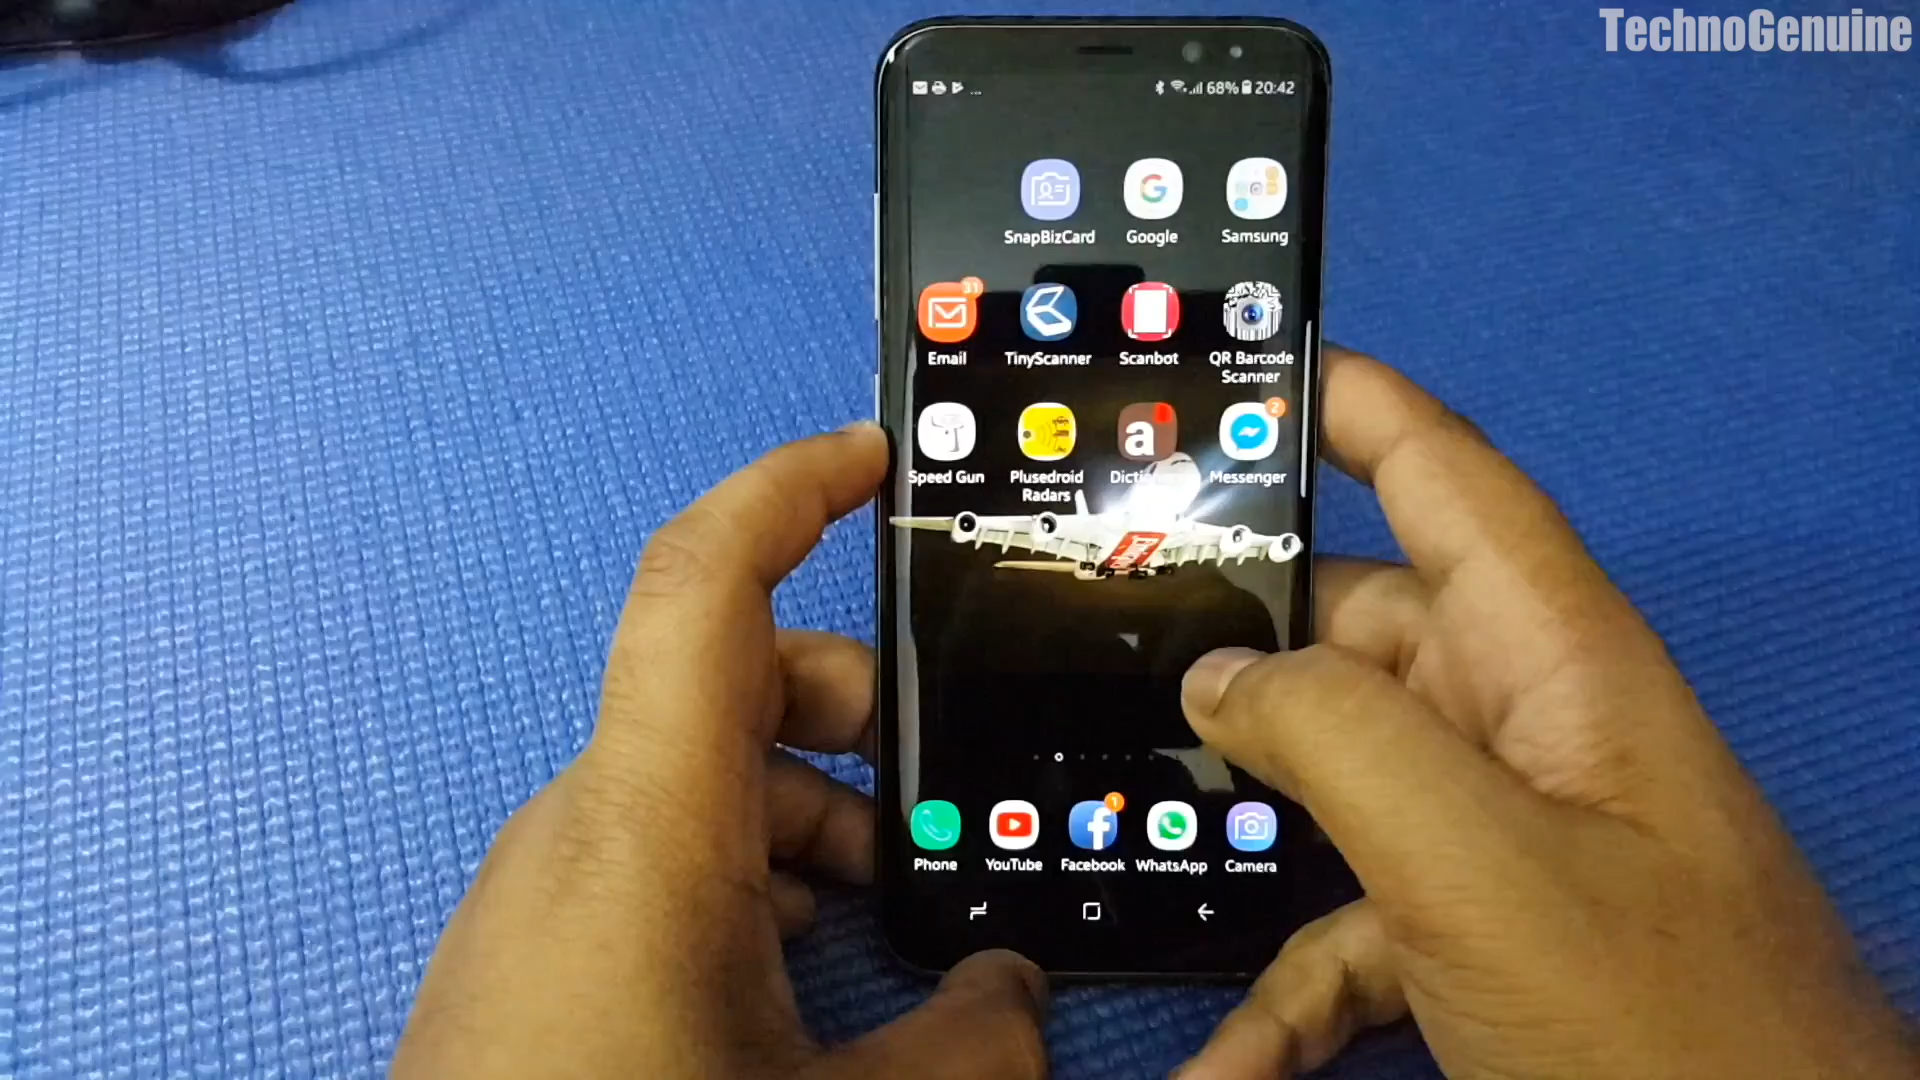 TechnoGenuine
68% 20:42
SnapBizCard Google Samsung
31
Email TinyScanner Scanbot QR Barcode Scanner
a 2
Speed Gun Plusedroid Radars Messenger
1
Phone YouTube Facebook WhatsApp Camera